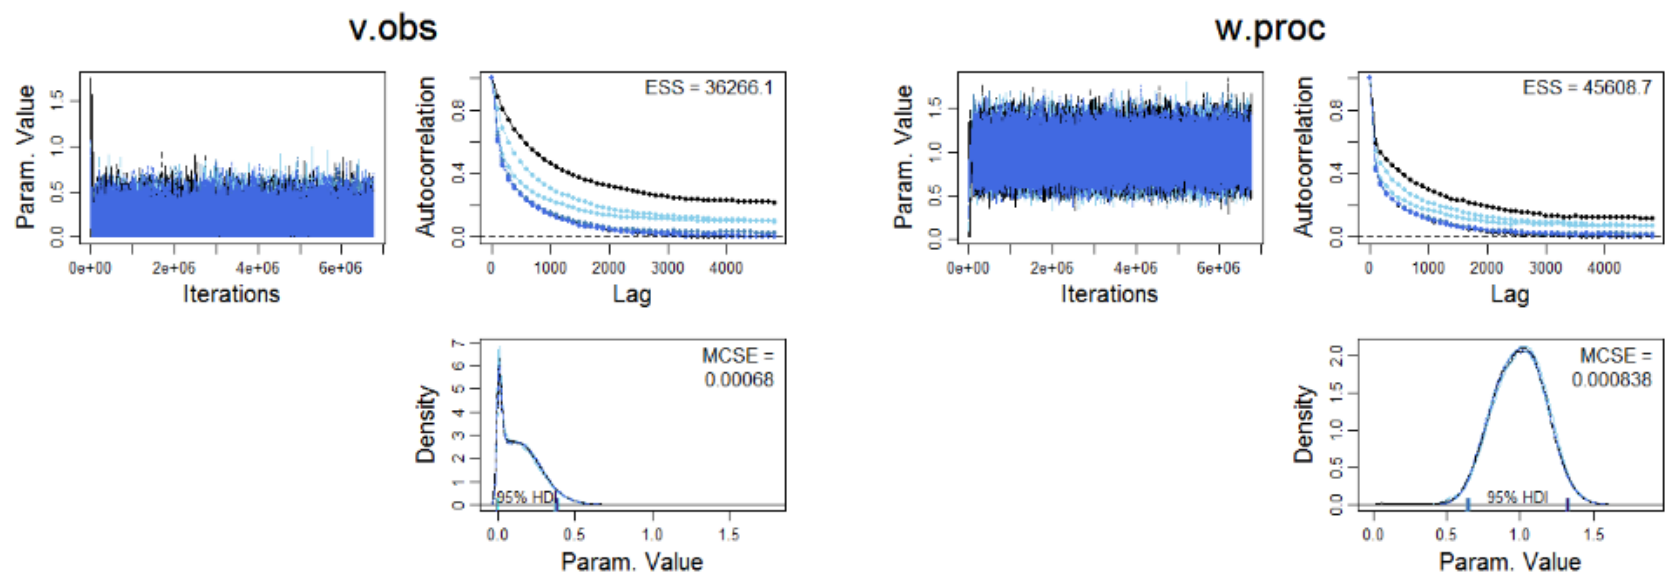 v.obs
Param. Value
0.0 0.5 1.0 1.5
0e+00 2e+06 4e+06 6e+06
Iterations
Autocorrelation
0.0 0.4 0.8
ESS = 36266.1
0 1000 2000 3000 4000
Lag
Density
0 1 2 3 4 5 6 7
MCSE =
0.00068
95% HDI
0.0 0.5 1.0 1.5
Param. Value
w.proc
Param. Value
0.0 0.5 1.0 1.5
0e+00 2e+06 4e+06 6e+06
Iterations
Autocorrelation
0.0 0.4 0.8
ESS = 45608.7
0 1000 2000 3000 4000
Lag
Density
0.0 0.5 1.0 1.5 2.0
MCSE =
0.000838
95% HDI
0.0 0.5 1.0 1.5
Param. Value